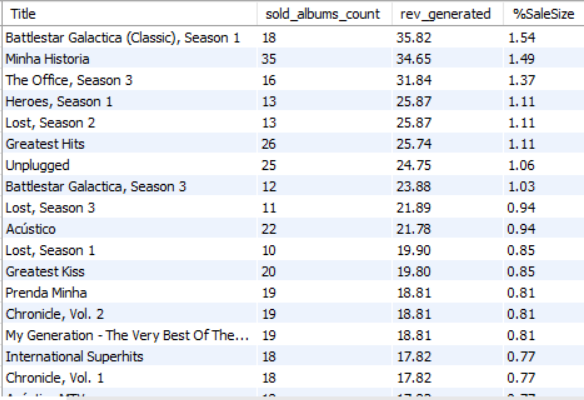 Title sold_albums_count rev_generated %SaleSize
Battlestar Galactica (Classic), Season 1 18 35.82 1.54
Minha Historia 35 34.65 1.49
The Office, Season 3 16 31.84 1.37
Heroes, Season 1 13 25.87 1.11
Lost, Season 2 13 25.87 1.11
Greatest Hits 26 25.74 1.11
Unplugged 25 24.75 1.06
Battlestar Galactica, Season 3 12 23.88 1.03
Lost, Season 3 11 21.89 0.94
Acústico 22 21.78 0.94
Lost, Season 1 10 19.90 0.85
Greatest Kiss 20 19.80 0.85
Prenda Minha 19 18.81 0.81
Chronicle, Vol. 2 19 18.81 0.81
My Generation - The Very Best Of The... 19 18.81 0.81
International Superhits 18 17.82 0.77
Chronicle, Vol. 1 18 17.82 0.77